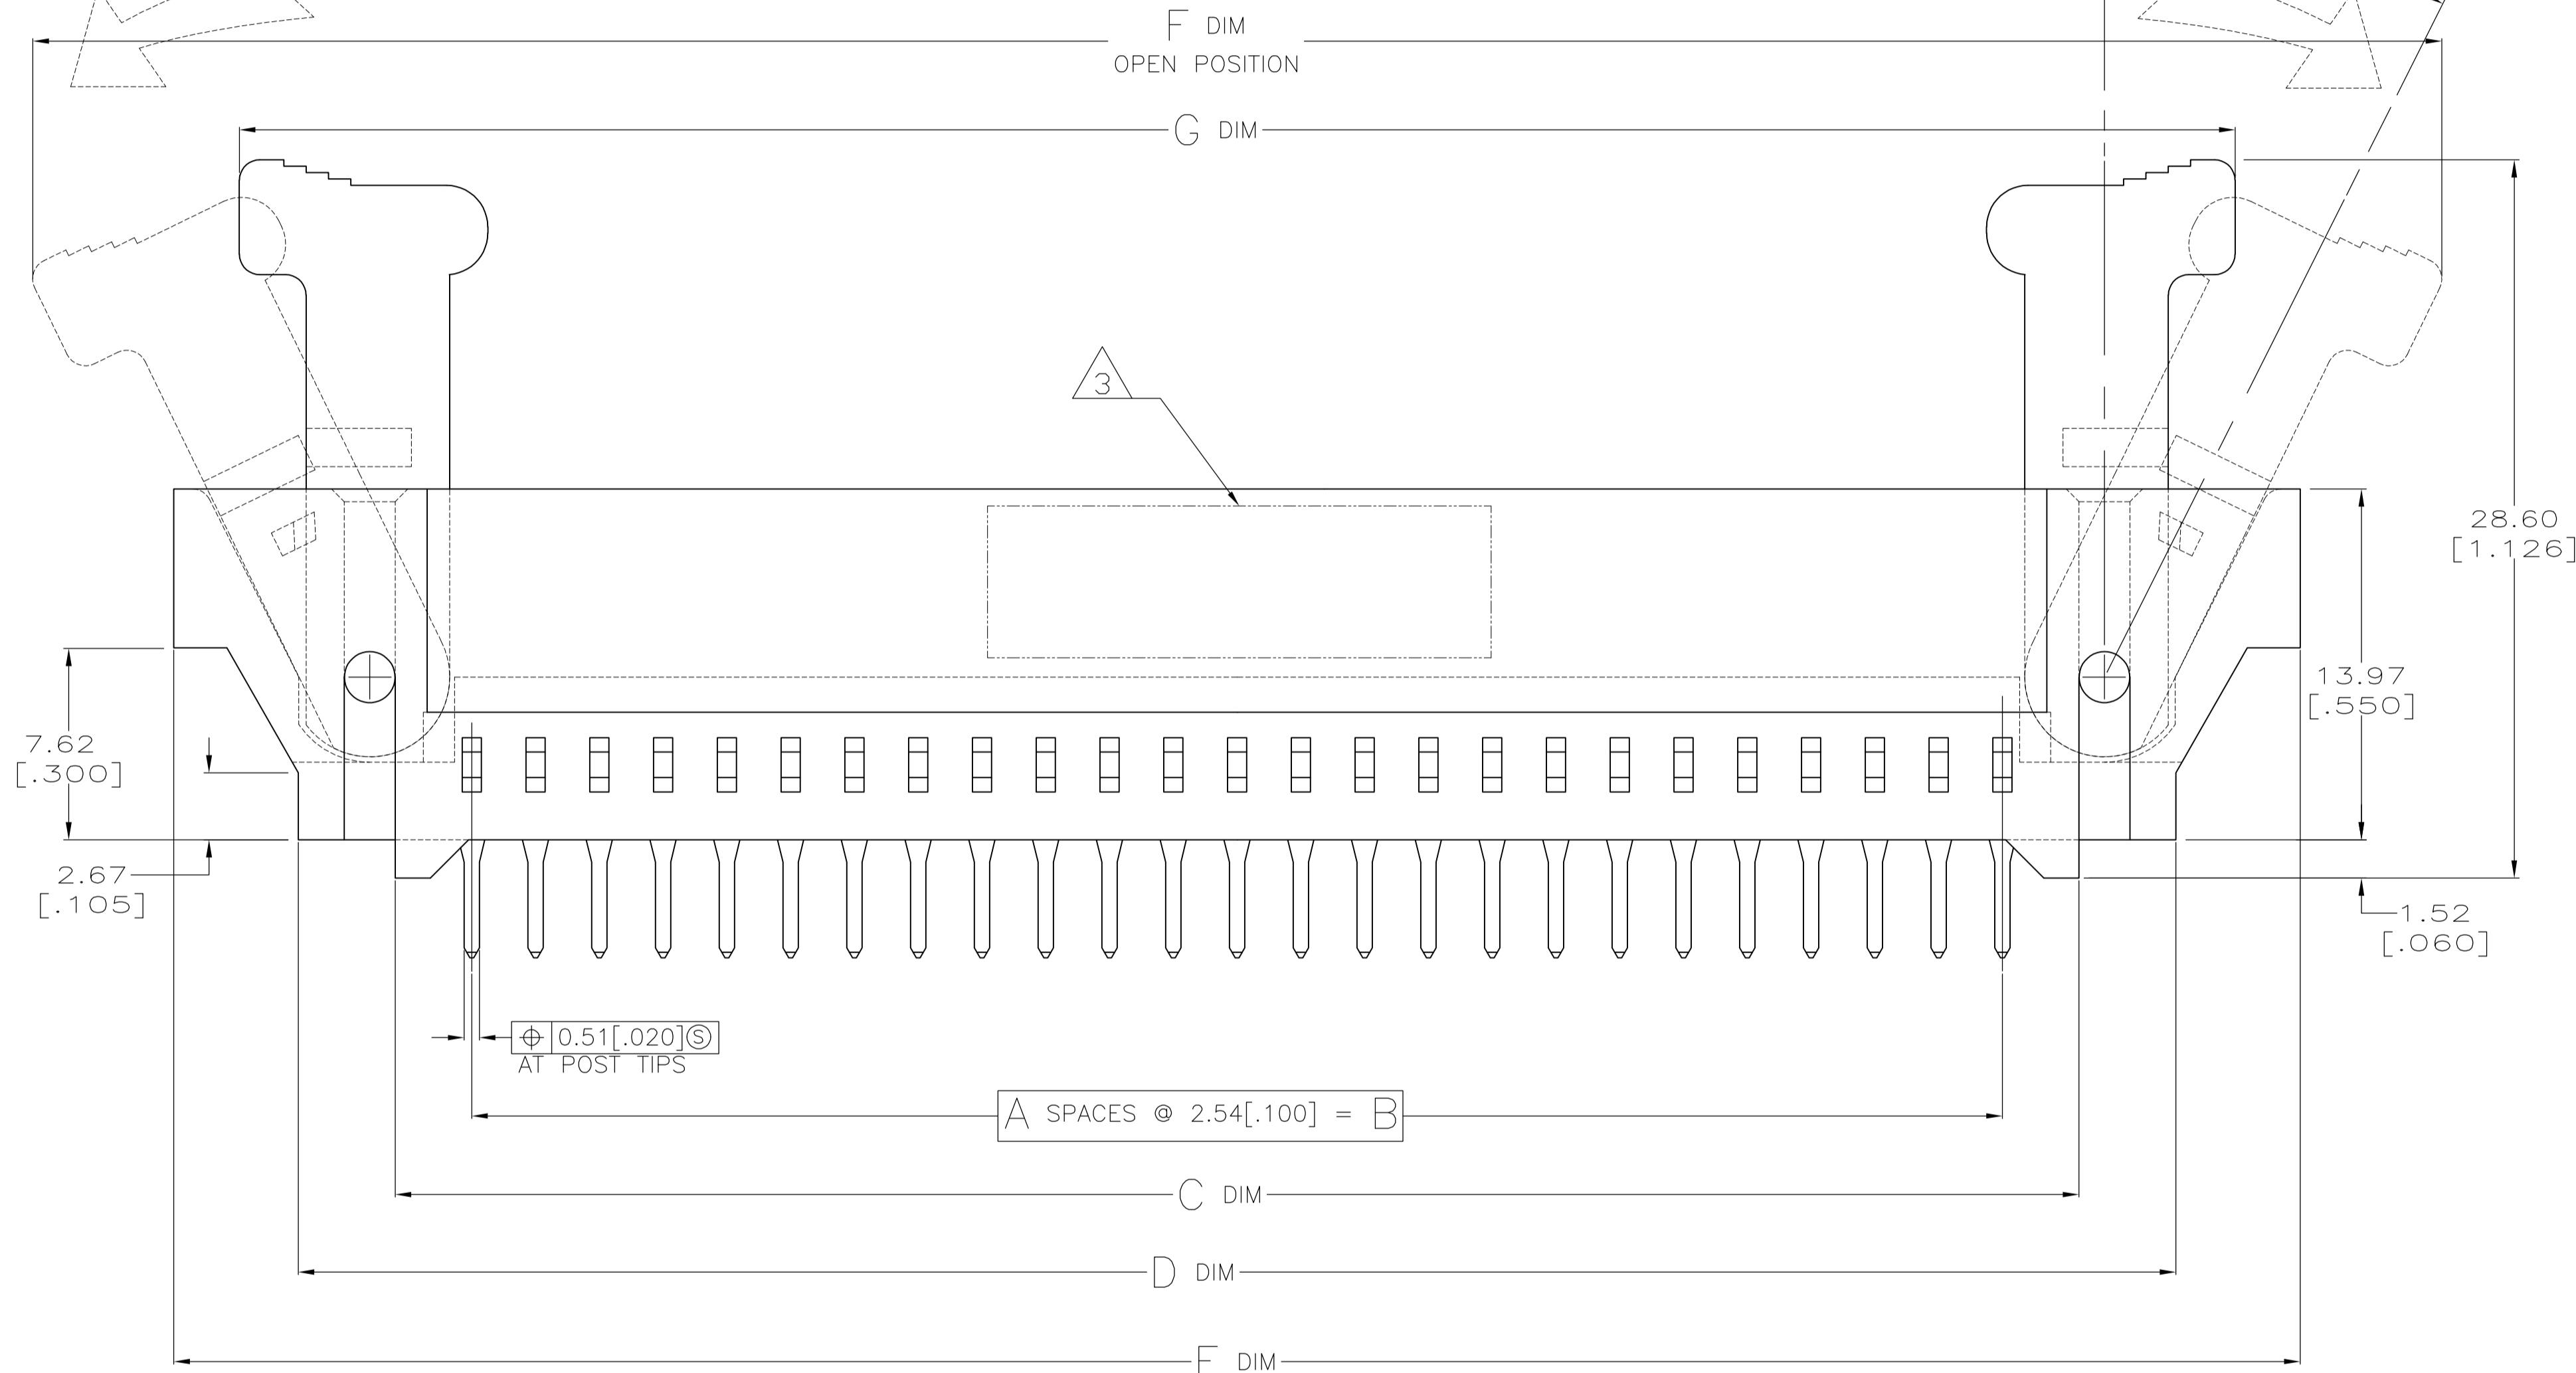 F DIM
OPEN POSITION
G DIM
3
28.60
[1.126]
13.97
[.550]
7.62
[.300]
2.67
[.105]
1.52
[.060]
⌖ 0.51[.020]Ⓢ
AT POST TIPS
A SPACES @ 2.54[.100] = B
C DIM
D DIM
DIM